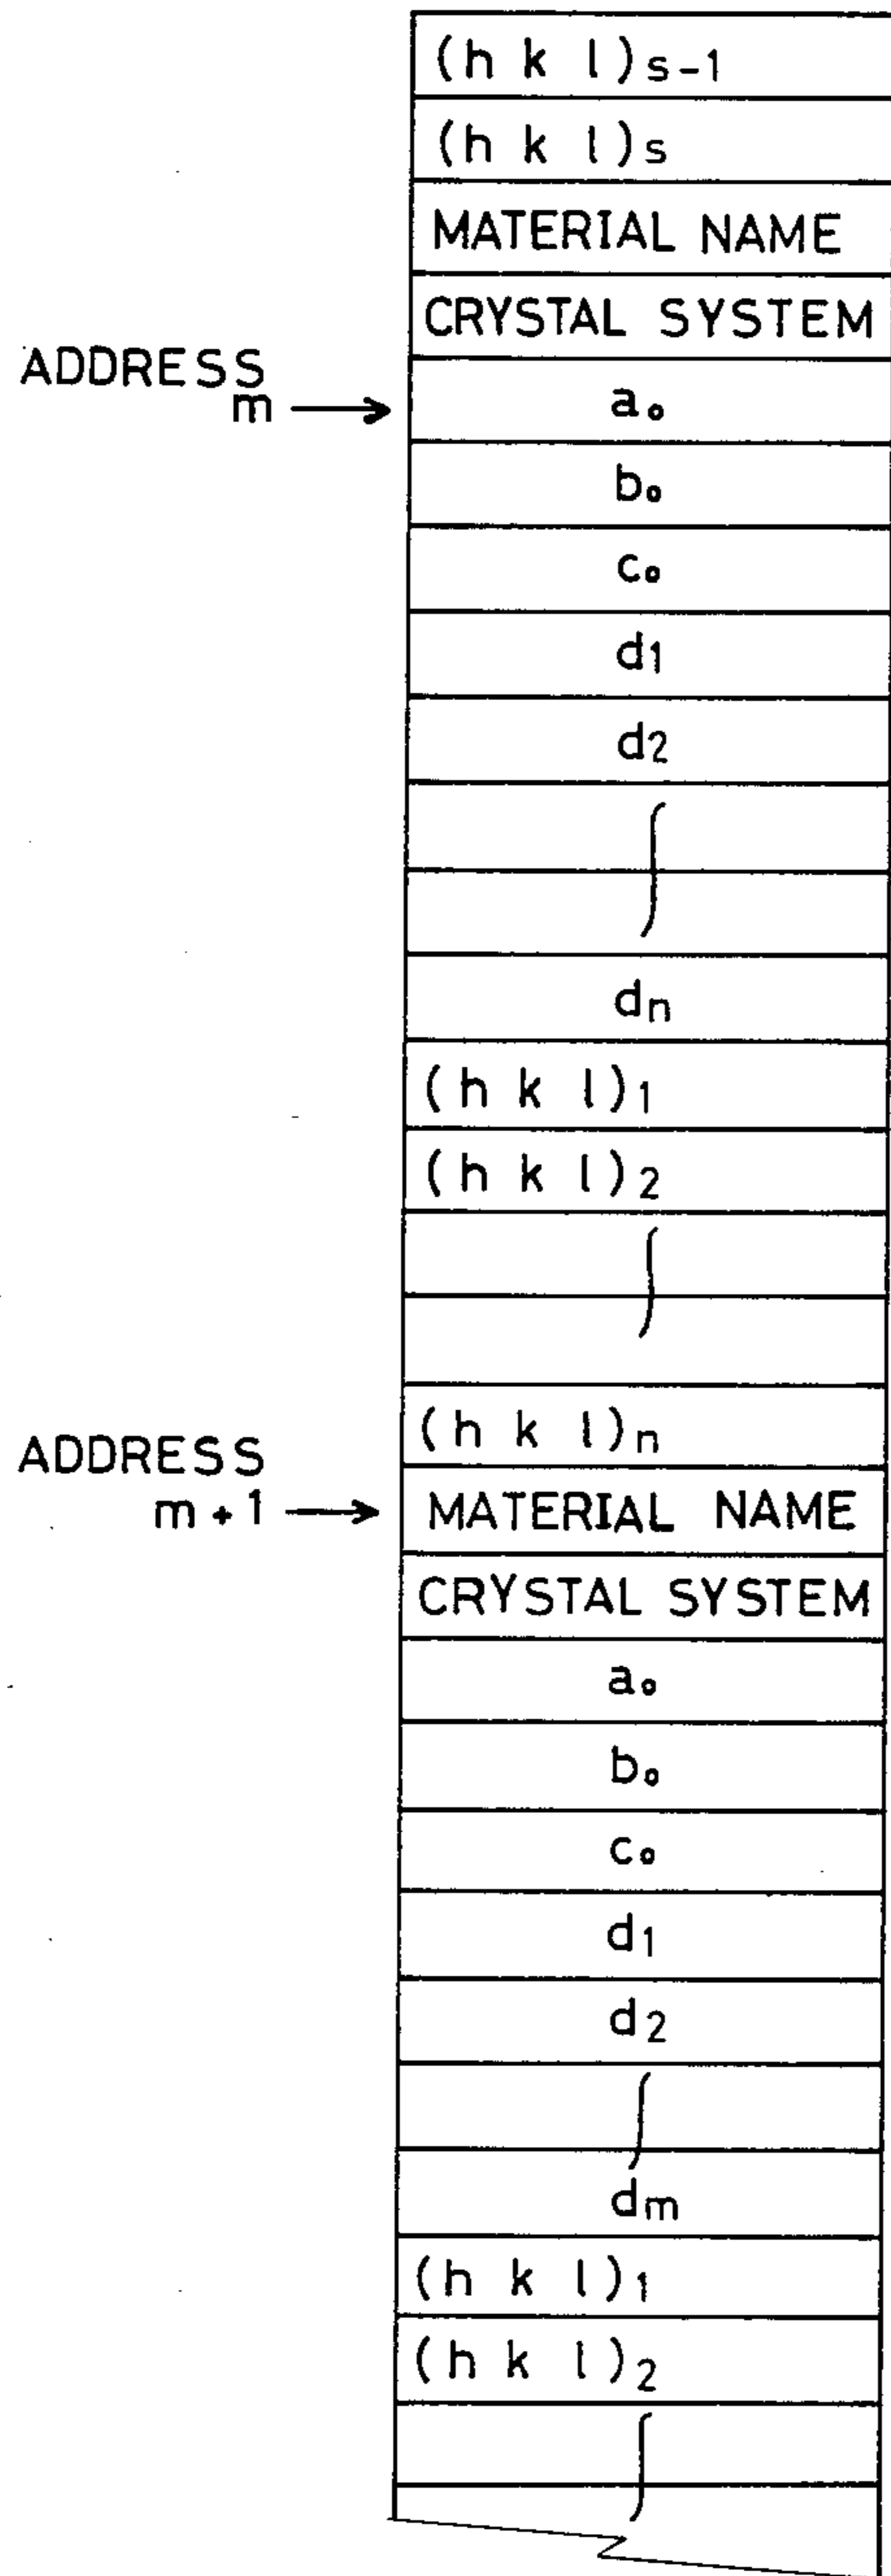 (h k l)s-1
(h k l)s
MATERIAL NAME
CRYSTAL SYSTEM
ADDRESS
m
a₀
b₀
c₀
d1
d2
dn
(h k l)1
(h k l)2
(h k l)n
ADDRESS
m+1
MATERIAL NAME
CRYSTAL SYSTEM
a₀
b₀
c₀
d1
d2
dm
(h k l)1
(h k l)2